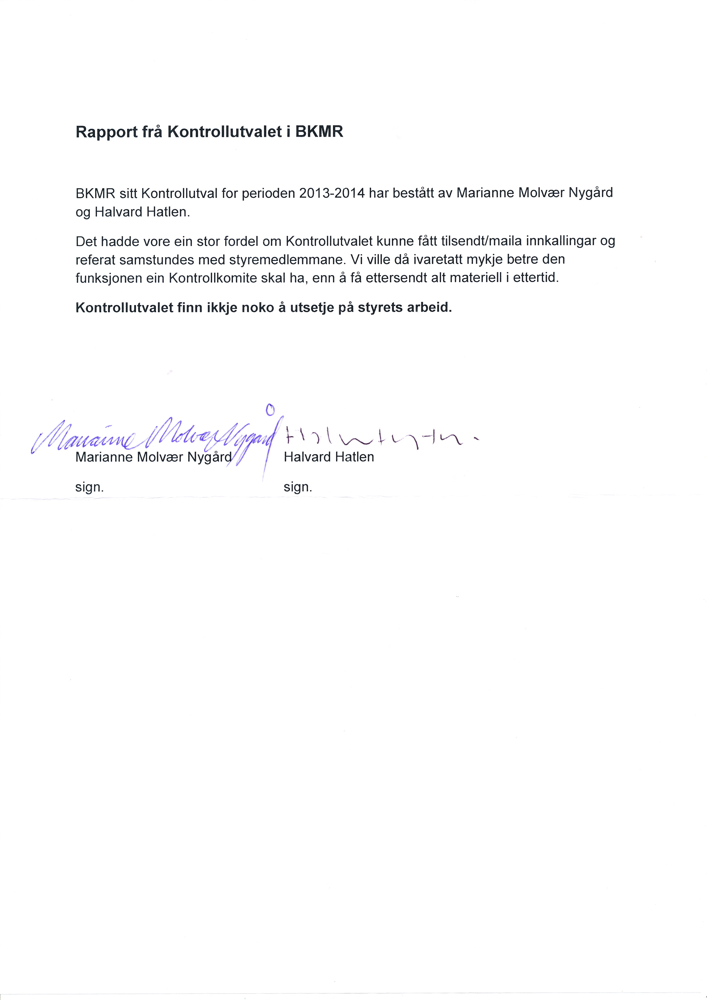 Rapport frå Kontrollutvalet i BKMR
BKMR sitt Kontrollutval for perioden 2013-2014 har bestått av Marianne Molvær Nygård
og Halvard Hatlen.
Det hadde vore ein stor fordel om Kontrollutvalet kunne fått tilsendt/maila innkallingar og
referat samstundes med styremedlemmane. Vi ville då ivaretatt mykje betre den
funksjonen ein Kontrollkomite skal ha, enn å få ettersendt alt materiell i ettertid.
Kontrollutvalet finn ikkje noko å utsetje på styrets arbeid.
Marianne Molvær Nygård
Marianne Molvær Nygård Halvard Hatlen
sign. sign.